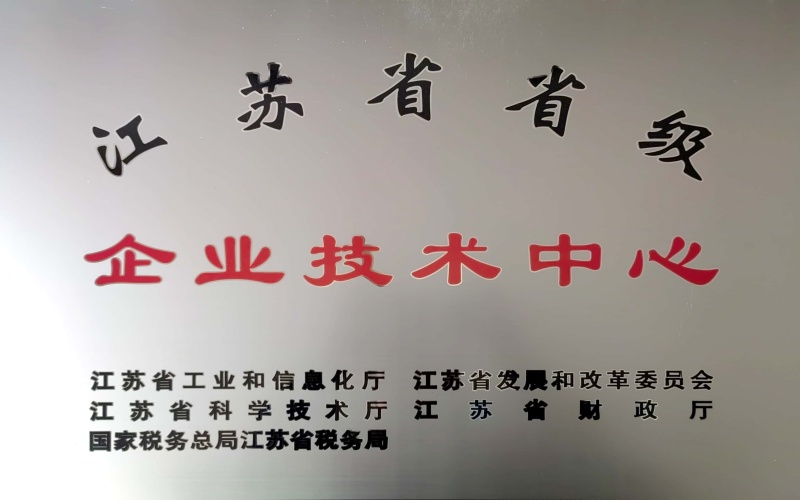 江苏省省级
企业技术中心
江苏省工业和信息化厅 江苏省发展和改革委员会
江苏省科学技术厅 江苏省财政厅
国家税务总局江苏省税务局